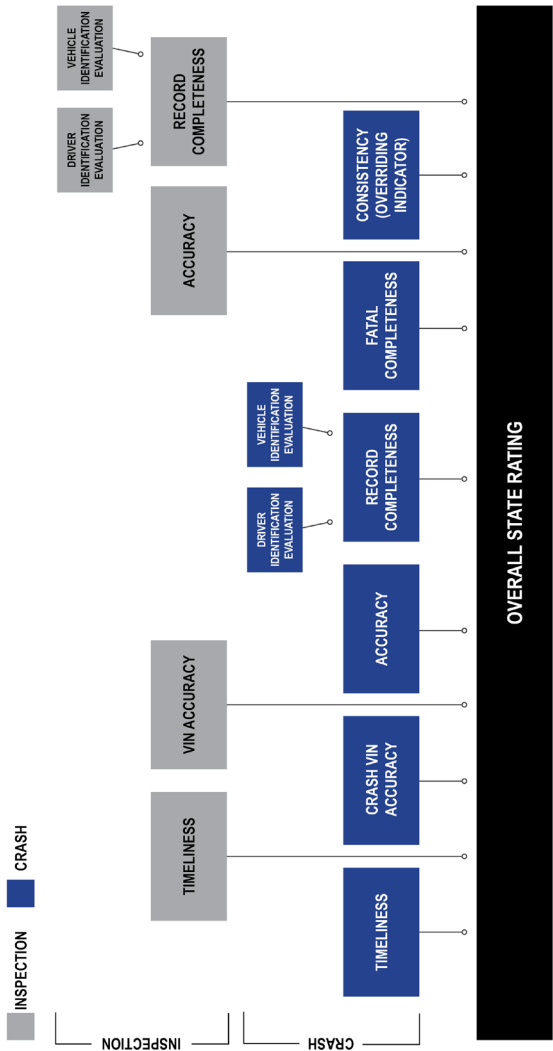 INSPECTION
CRASH
INSPECTION
VEHICLE
IDENTIFICATION
EVALUATION
DRIVER
IDENTIFICATION
EVALUATION
TIMELINESS
VIN ACCURACY
ACCURACY
RECORD
COMPLETENESS
CRASH
DRIVER
IDENTIFICATION
EVALUATION
VEHICLE
IDENTIFICATION
EVALUATION
TIMELINESS
CRASH VIN
ACCURACY
ACCURACY
RECORD
COMPLETENESS
FATAL
COMPLETENESS
CONSISTENCY
(OVERRIDING
INDICATOR)
OVERALL STATE RATING